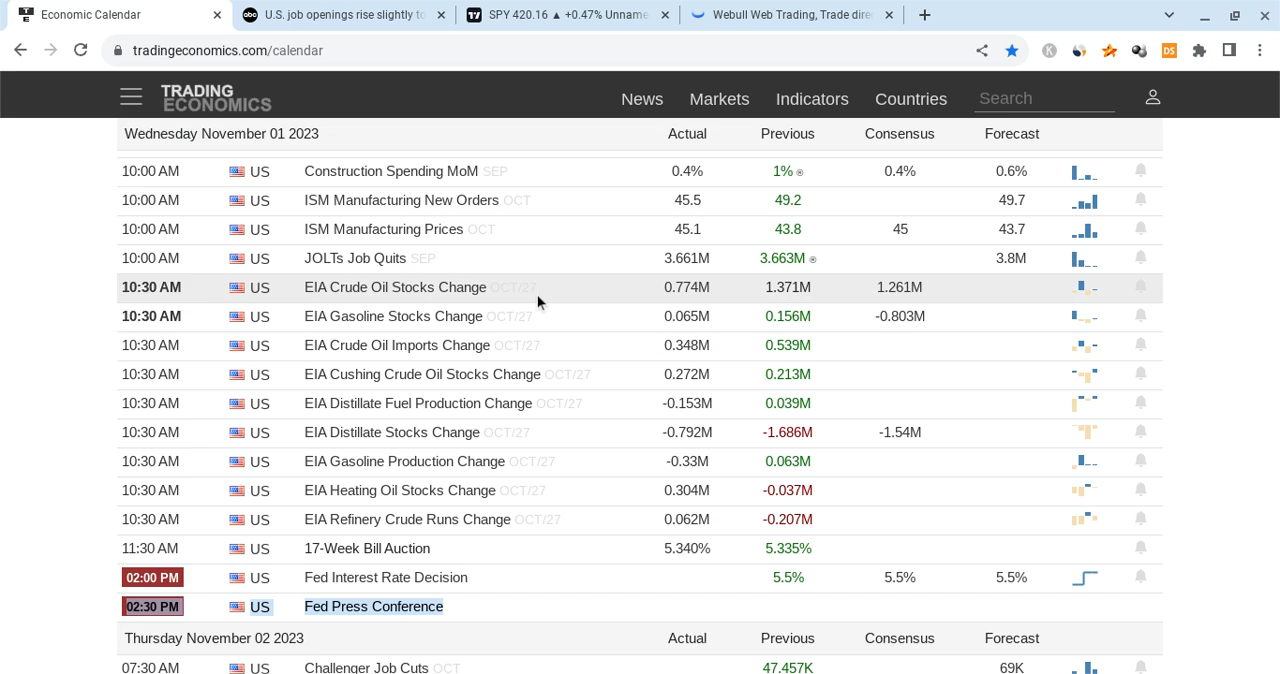 Economic Calendar
U.S. job openings rise slightly to
SPY 420.16 ▲ +0.47% Unname
Webull Web Trading, Trade dire
tradingeconomics.com/calendar
TRADING ECONOMICS News Markets Indicators Countries Search
Wednesday November 01 2023 Actual Previous Consensus Forecast
10:00 AM US Construction Spending MoM SEP 0.4% 1% ® 0.4% 0.6%
10:00 AM US ISM Manufacturing New Orders OCT 45.5 49.2 49.7
10:00 AM US ISM Manufacturing Prices OCT 45.1 43.8 45 43.7
10:00 AM US JOLTs Job Quits SEP 3.661M 3.663M ® 3.8M
10:30 AM US EIA Crude Oil Stocks Change OCT/27 0.774M 1.371M 1.261M
10:30 AM US EIA Gasoline Stocks Change OCT/27 0.065M 0.156M -0.803M
10:30 AM US EIA Crude Oil Imports Change OCT/27 0.348M 0.539M
10:30 AM US EIA Cushing Crude Oil Stocks Change OCT/27 0.272M 0.213M
10:30 AM US EIA Distillate Fuel Production Change OCT/27 -0.153M 0.039M
10:30 AM US EIA Distillate Stocks Change OCT/27 -0.792M -1.686M -1.54M
10:30 AM US EIA Gasoline Production Change OCT/27 -0.33M 0.063M
10:30 AM US EIA Heating Oil Stocks Change OCT/27 0.304M -0.037M
10:30 AM US EIA Refinery Crude Runs Change OCT/27 0.062M -0.207M
11:30 AM US 17-Week Bill Auction 5.340% 5.335%
02:00 PM US Fed Interest Rate Decision 5.5% 5.5% 5.5%
02:30 PM US Fed Press Conference
Thursday November 02 2023 Actual Previous Consensus Forecast
07:30 AM US Challenger Job Cuts OCT 47.457K 69K